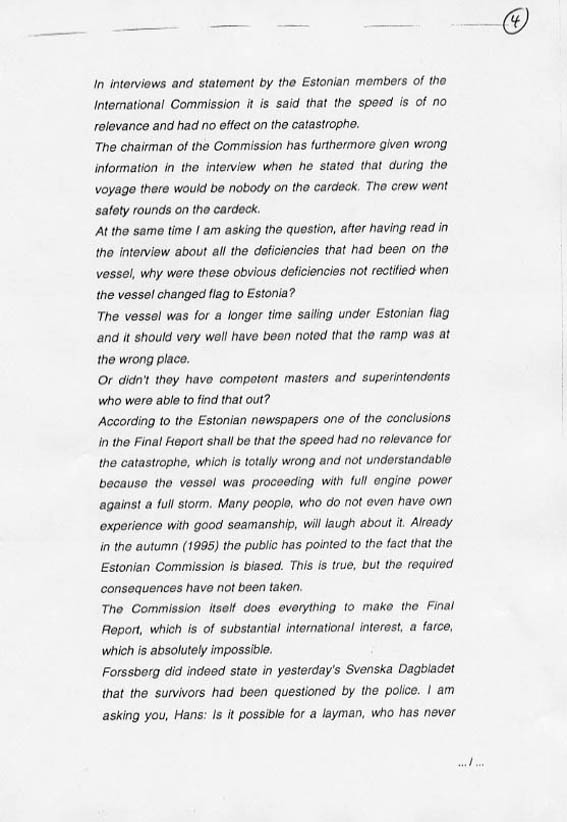 4
In interviews and statement by the Estonian members of the
International Commission it is said that the speed is of no
relevance and had no effect on the catastrophe.
The chairman of the Commission has furthermore given wrong
information in the interview when he stated that during the
voyage there would be nobody on the cardeck. The crew went
safety rounds on the cardeck.
At the same time I am asking the question, after having read in
the interview about all the deficiencies that had been on the
vessel, why were these obvious deficiencies not rectified when
the vessel changed flag to Estonia?
The vessel was for a longer time sailing under Estonian flag
and it should very well have been noted that the ramp was at
the wrong place.
Or didn't they have competent masters and superintendents
who were able to find that out?
According to the Estonian newspapers one of the conclusions
in the Final Report shall be that the speed had no relevance for
the catastrophe, which is totally wrong and not understandable
because the vessel was proceeding with full engine power
against a full storm. Many people, who do not even have own
experience with good seamanship, will laugh about it. Already
in the autumn (1995) the public has pointed to the fact that the
Estonian Commission is biased. This is true, but the required
consequences have not been taken.
The Commission itself does everything to make the Final
Report, which is of substantial international interest, a farce,
which is absolutely impossible.
Forssberg did indeed state in yesterday's Svenska Dagbladet
that the survivors had been questioned by the police. I am
asking you, Hans: Is it possible for a layman, who has never
.../...